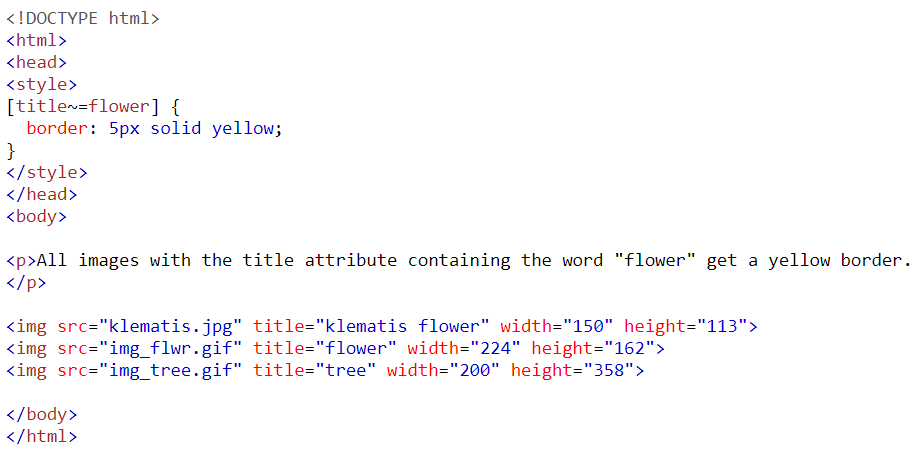 <!DOCTYPE html>
<html>
<head>
<style>
[title~=flower] {
  border: 5px solid yellow;
}
</style>
</head>
<body>

<p>All images with the title attribute containing the word "flower" get a yellow border.
</p>

<img src="klematis.jpg" title="klematis flower" width="150" height="113">
<img src="img_flwr.gif" title="flower" width="224" height="162">
<img src="img_tree.gif" title="tree" width="200" height="358">

</body>
</html>